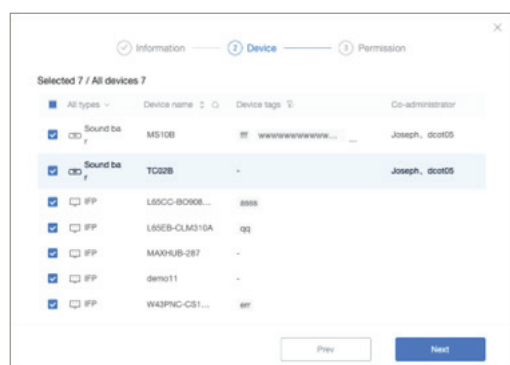 Information 2 Device 3 Permission
Selected 7 / All devices 7
All types Device name Device tags Co-administrator
Sound ba
r MS10B fff wwwwwwwwwww... ... Joseph、dcot05
Sound ba
r TC02B - Joseph、dcot05
IFP L65CC-BO908... asss
IFP L65EB-CLM310A qq
IFP MAXHUB-287 -
IFP demo11 -
IFP W43PNC-CS1... err
Prev Next